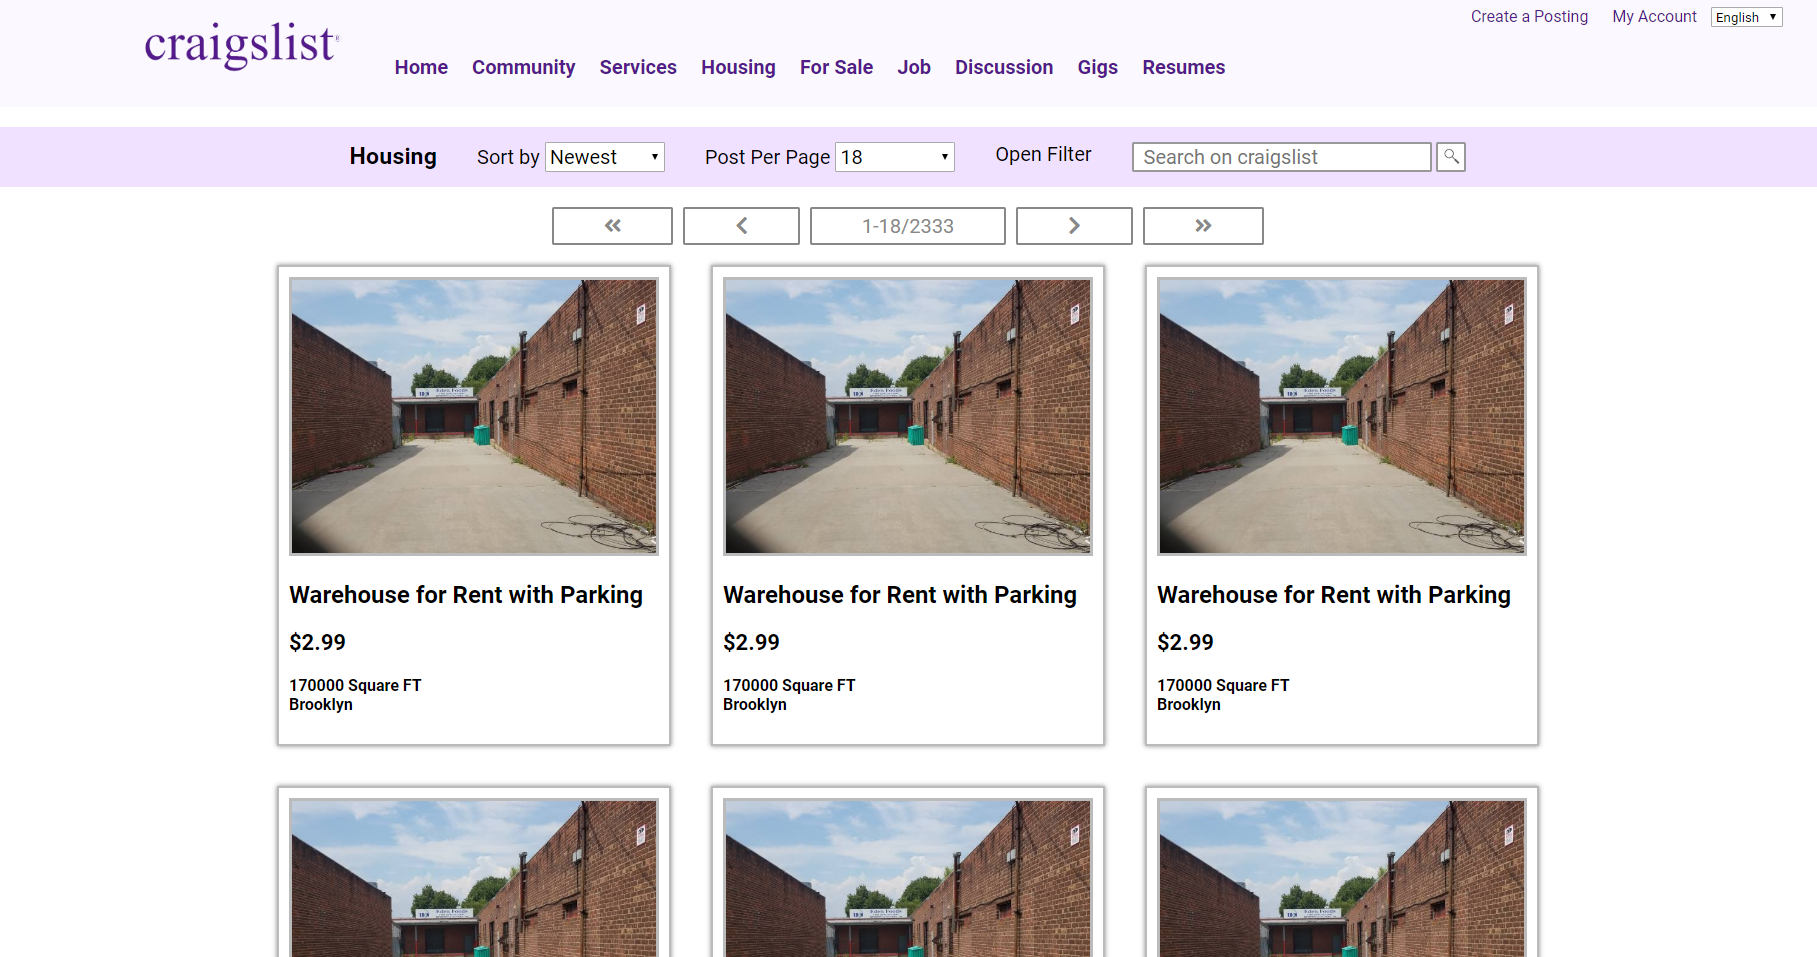 Create a Posting My Account English
craigslist
Home Community Services Housing For Sale Job Discussion Gigs Resumes
Housing Sort by Newest Post Per Page 18 Open Filter Search on craigslist
1-18/2333
Warehouse for Rent with Parking
$2.99
170000 Square FT
Brooklyn
Warehouse for Rent with Parking
$2.99
170000 Square FT
Brooklyn
Warehouse for Rent with Parking
$2.99
170000 Square FT
Brooklyn